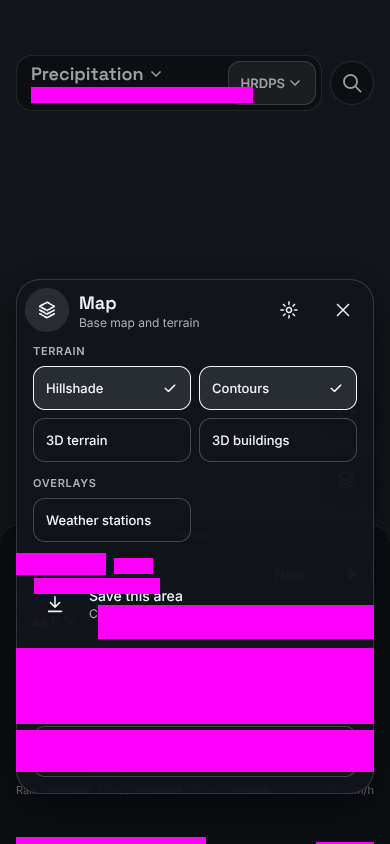 Precipitation
HRDPS
Map
Base map and terrain
TERRAIN
Hillshade
Contours
3D terrain
3D buildings
OVERLAYS
Weather stations
Now
Save this area